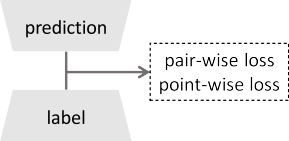 prediction
pair-wise loss
point-wise loss
label